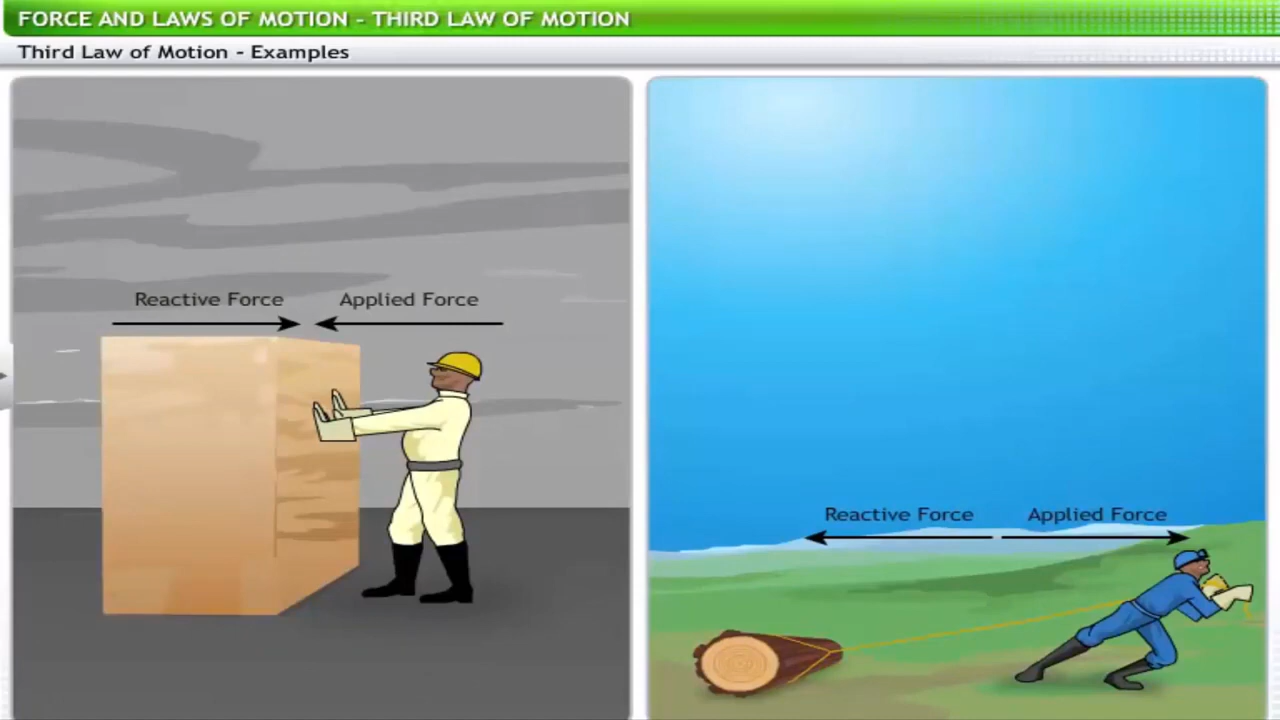 FORCE AND LAWS OF MOTION – THIRD LAW OF MOTION
Third Law of Motion - Examples
Reactive Force
Applied Force
Reactive Force
Applied Force